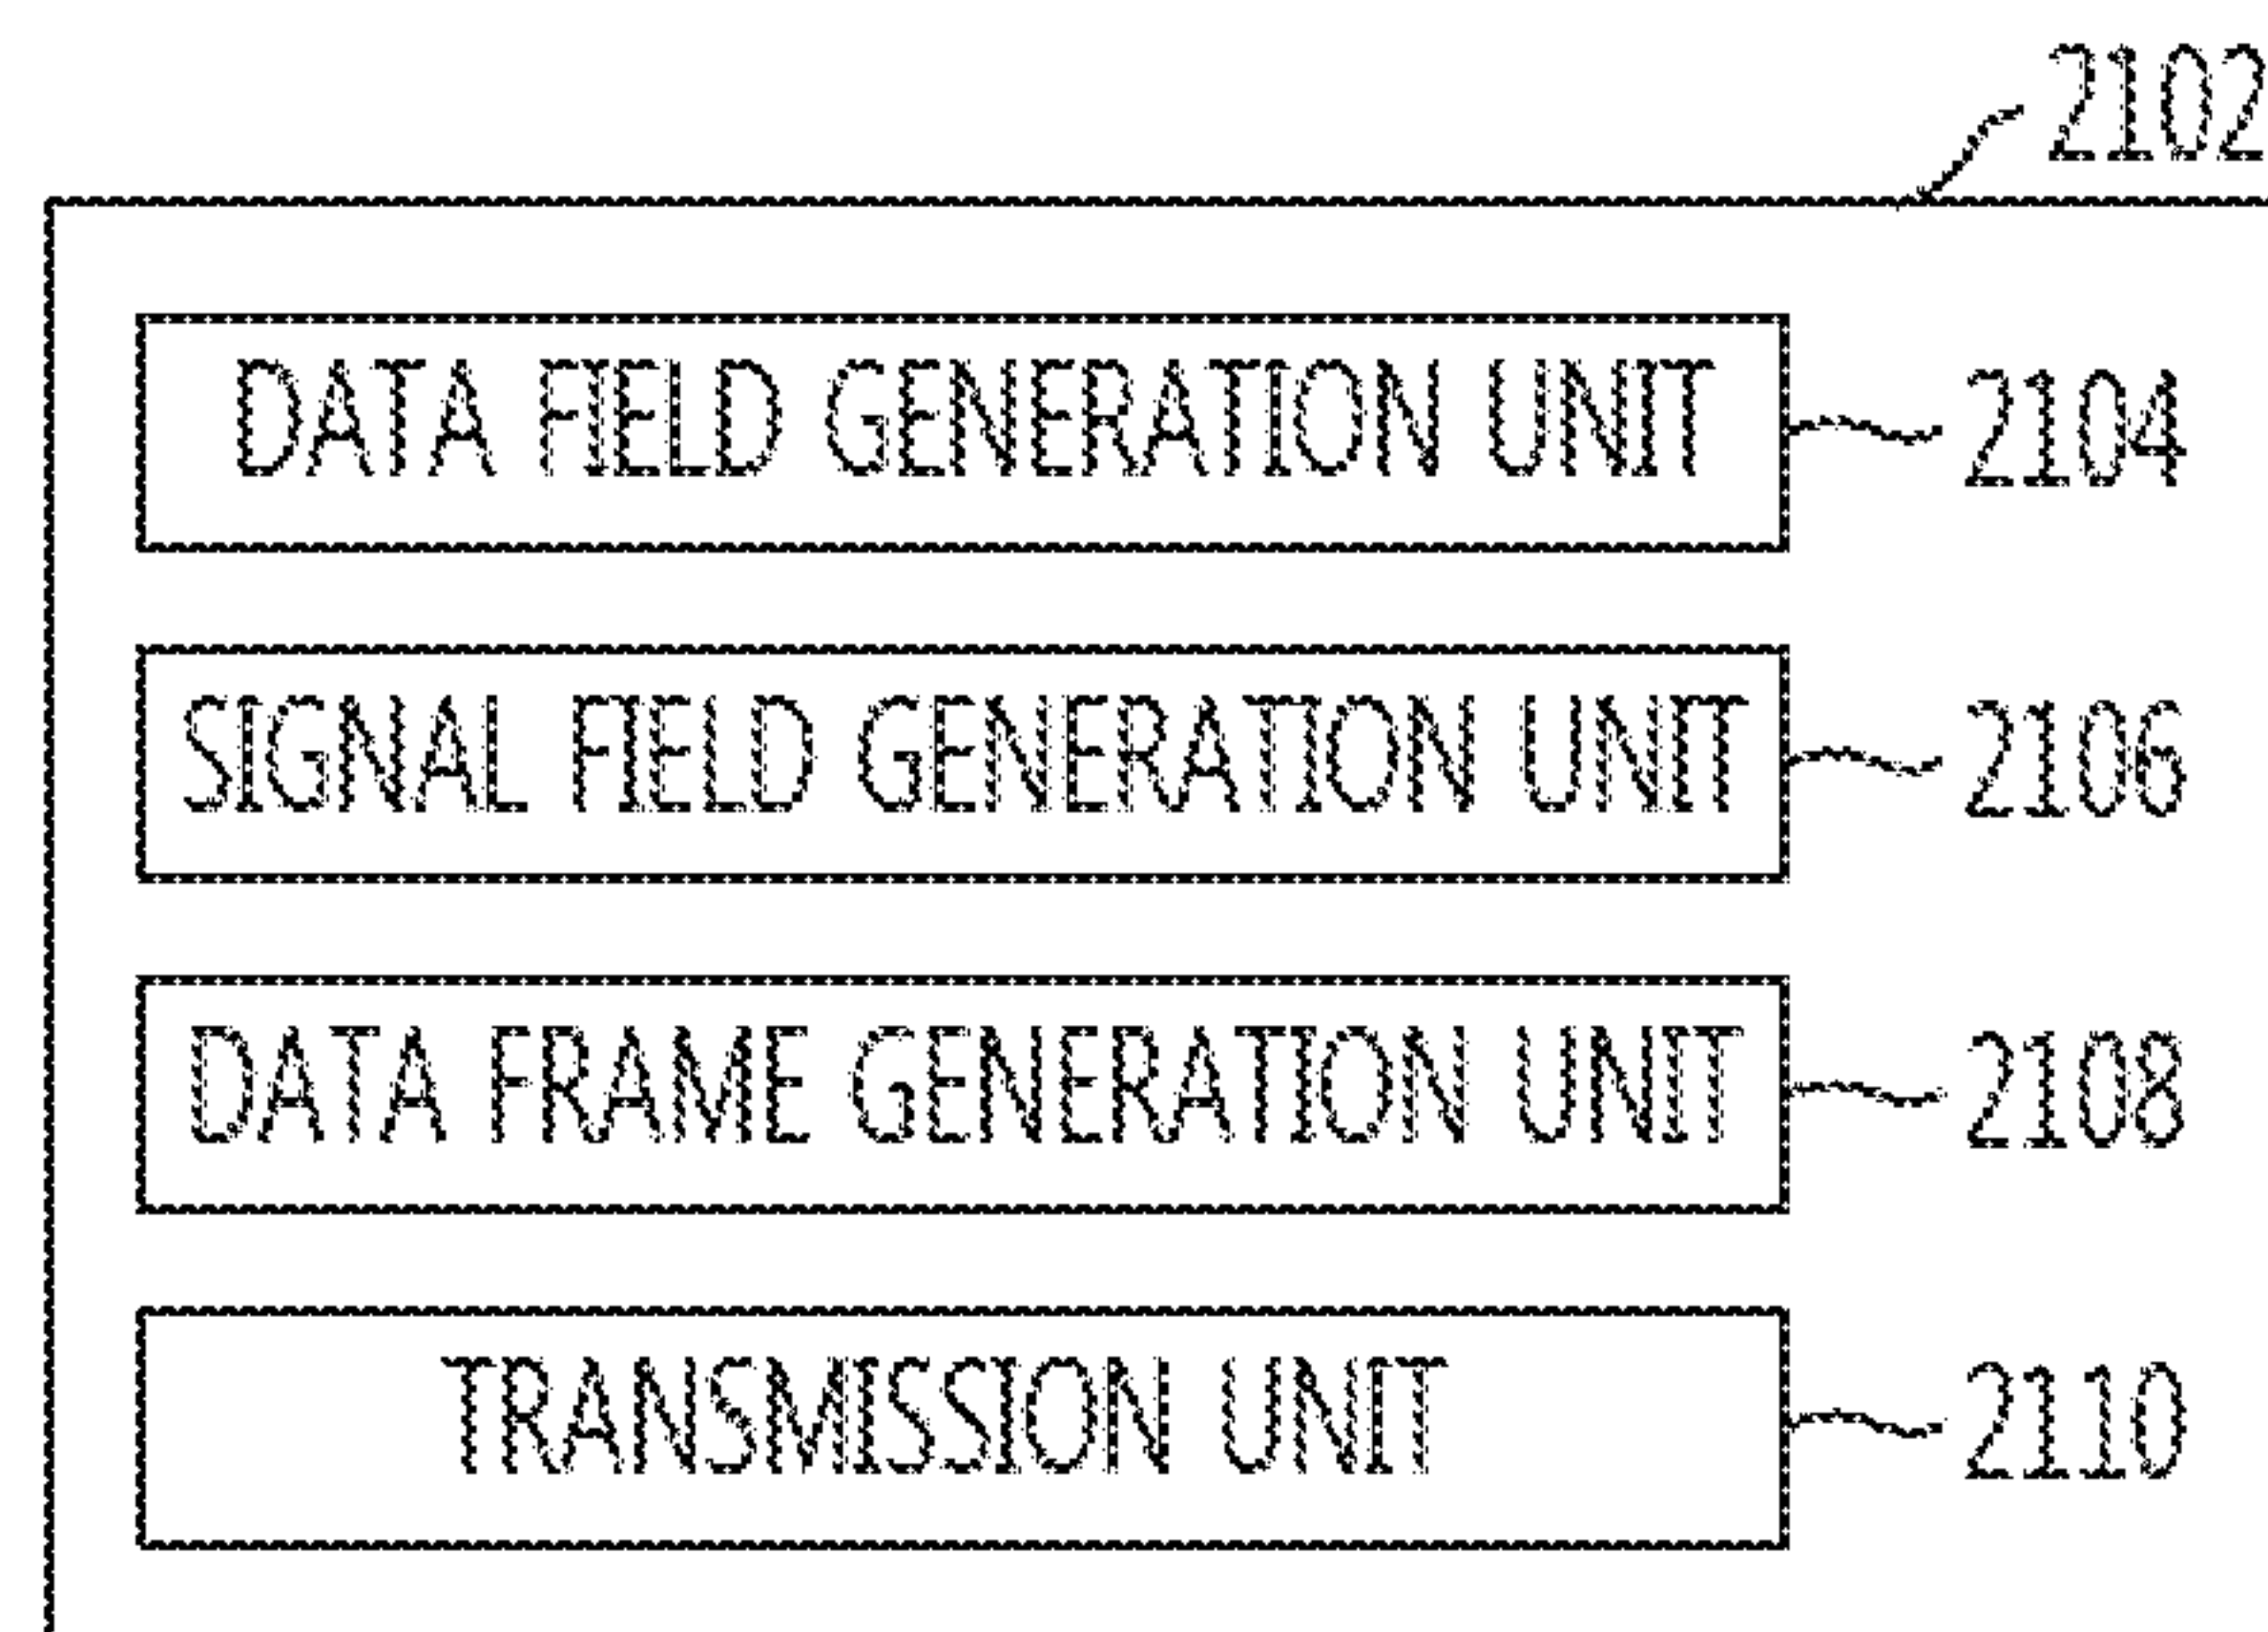 2102
DATA FIELD GENERATION UNIT 2104
SIGNAL FIELD GENERATION UNIT 2106
DATA FRAME GENERATION UNIT 2108
TRANSMISSION UNIT 2110